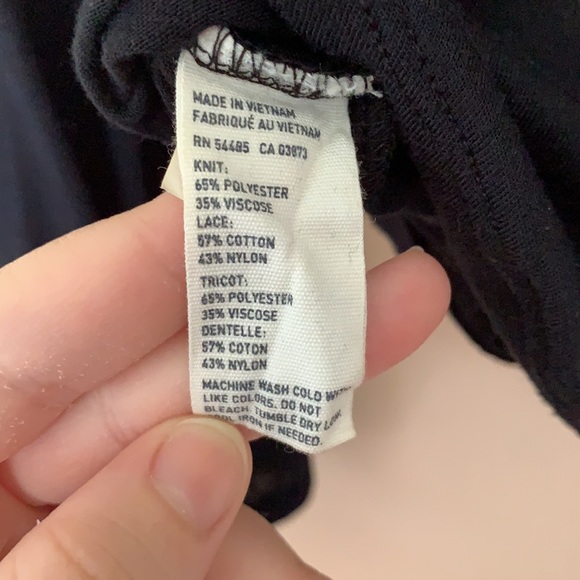 MADE IN VIETNAM
FABRIQUÉ AU VIETNAM
RN 54485 CA 03873
KNIT:
65% POLYESTER
35% VISCOSE
LACE:
57% COTTON
43% NYLON
TRICOT:
65% POLYESTER
35% VISCOSE
DENTELLE:
57% COTON
43% NYLON
MACHINE WASH COLD WITH
LIKE COLORS. DO NOT
BLEACH. TUMBLE DRY LOW.
COOL IRON IF NEEDED.